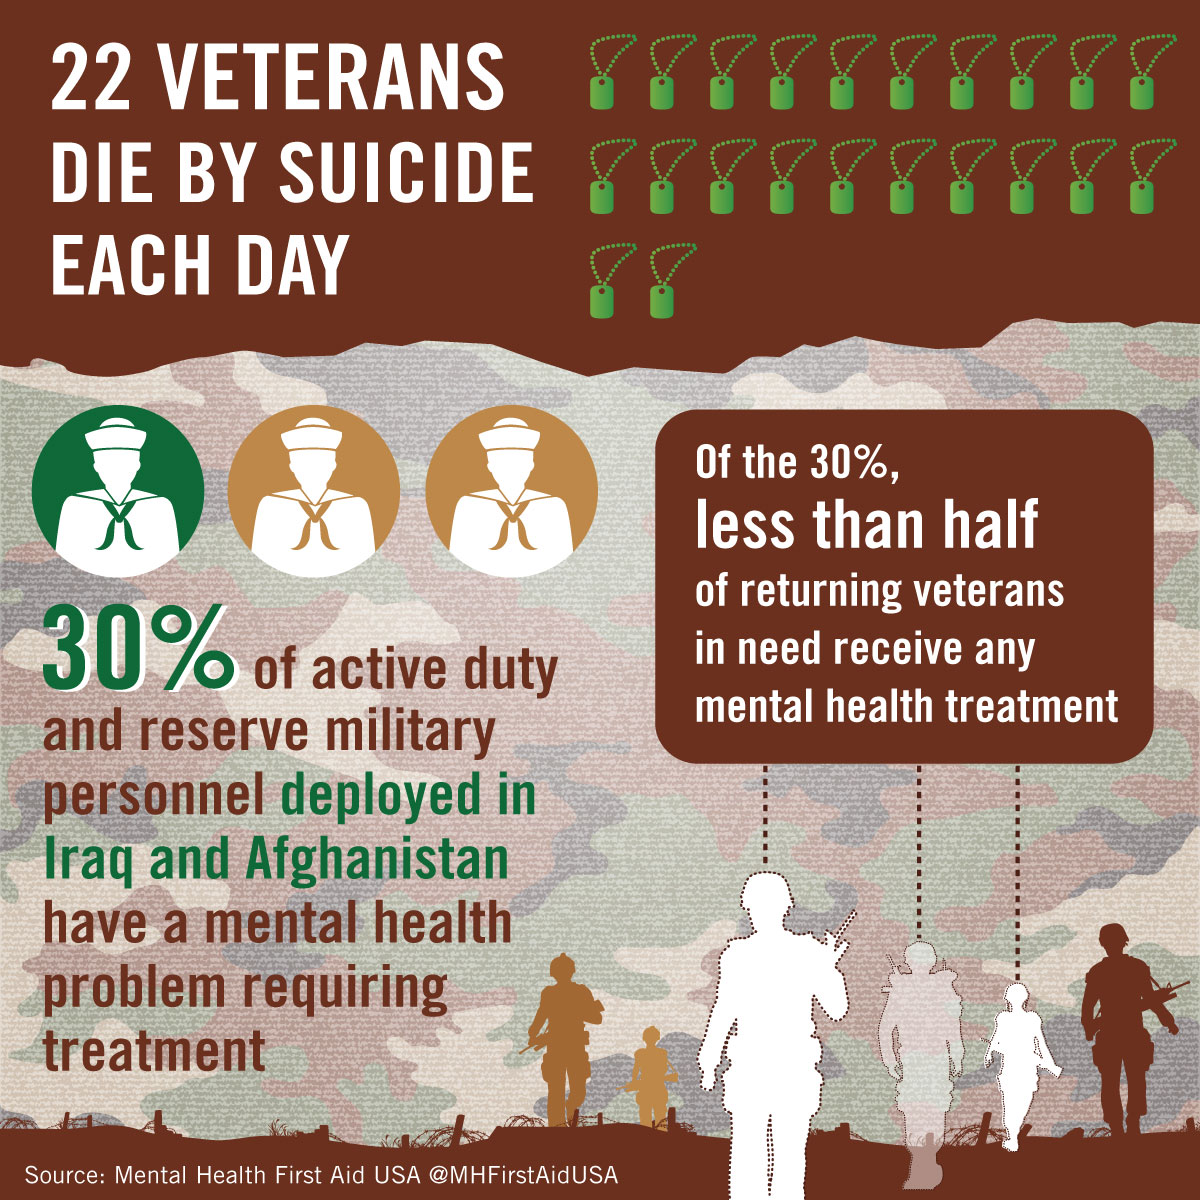 22 VETERANS
DIE BY SUICIDE
EACH DAY
30% of active duty
and reserve military
personnel deployed in
Iraq and Afghanistan
have a mental health
problem requiring
treatment
Of the 30%,
less than half
of returning veterans
in need receive any
mental health treatment
Source: Mental Health First Aid USA @MHFirstAidUSA